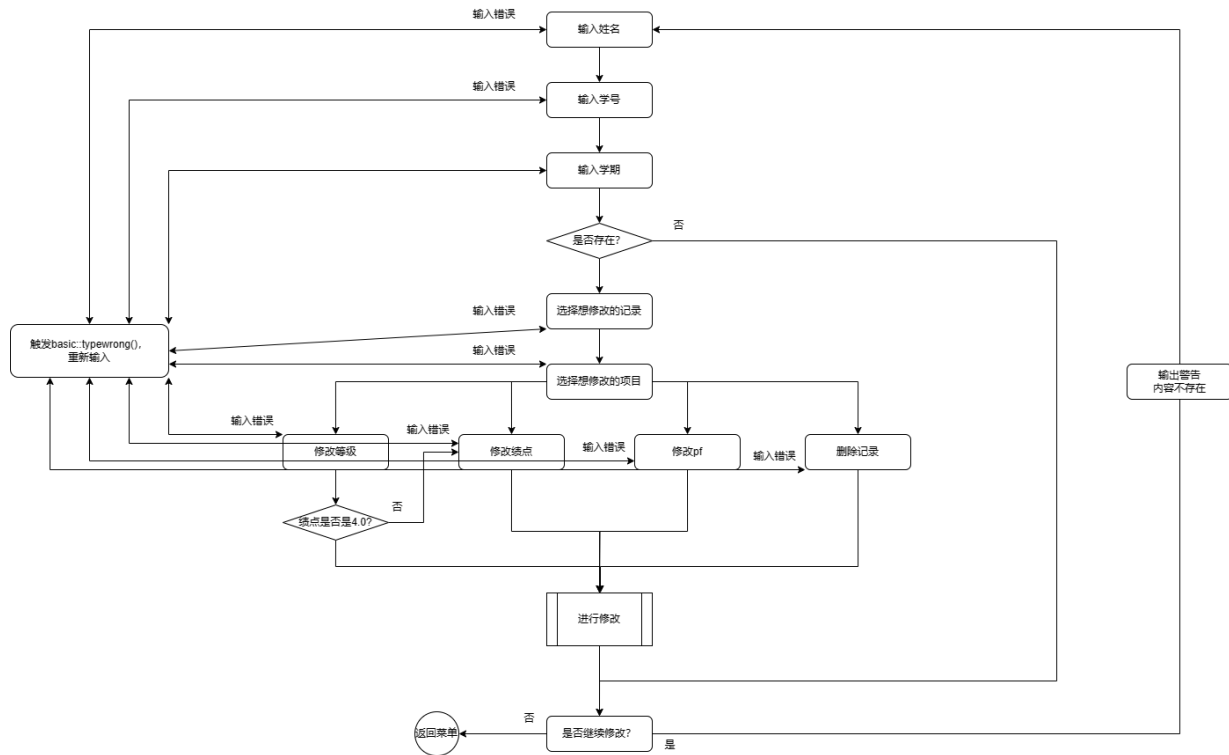 输入错误
输入姓名
输入错误
输入学号
输入学期
是否存在?
否
选择想修改的记录
输入错误
触发basic::typewrong(),
重新输入
输入错误
选择想修改的项目
输出警告
内容不存在
输入错误
修改等级
输入错误
修改绩点
输入错误
修改pf
输入错误
删除记录
绩点是否是4.0?
否
进行修改
返回菜单
否
是否继续修改?
是